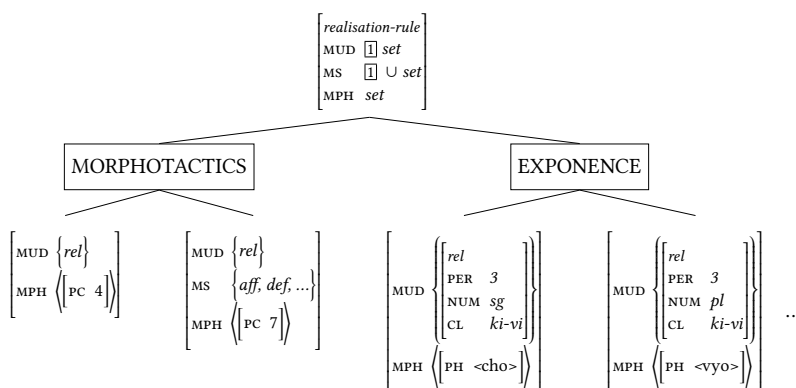 realisation-rule
MUD 1 set
MS 1 ∪ set
MPH set
MORPHOTACTICS
EXPONENCE
MUD {rel}
MPH ⟨[PC 4]⟩
MUD {rel}
MS {aff, def, ...}
MPH ⟨[PC 7]⟩
rel
PER 3
MUD NUM sg
CL ki-vi
MPH ⟨[PH <cho>]⟩
rel
PER 3
MUD NUM pl
CL ki-vi
MPH ⟨[PH <vyo>]⟩
..